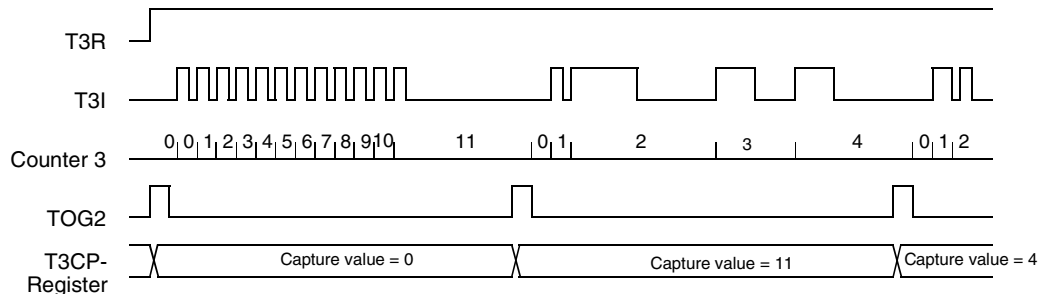 T3R
T3I
0 0 1 2 3 4 5 6 7 8 9 10 11 0 1 2 3 4 0 1 2
Counter 3
TOG2
T3CP-
Register
Capture value = 0
Capture value = 11
Capture value = 4